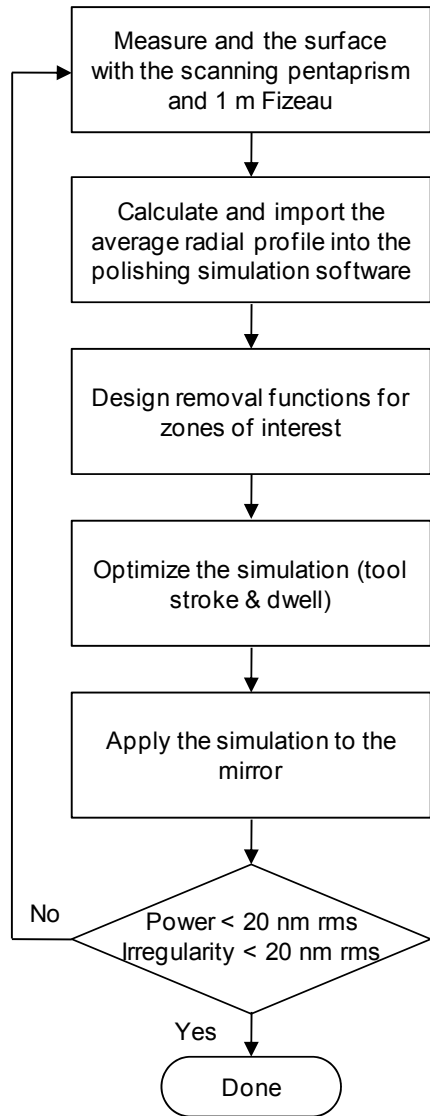 Measure and the surface
with the scanning pentaprism
and 1 m Fizeau
Calculate and import the
average radial profile into the
polishing simulation software
Design removal functions for
zones of interest
Optimize the simulation (tool
stroke & dwell)
Apply the simulation to the
mirror
No
Power < 20 nm rms
Irregularity < 20 nm rms
Yes
Done